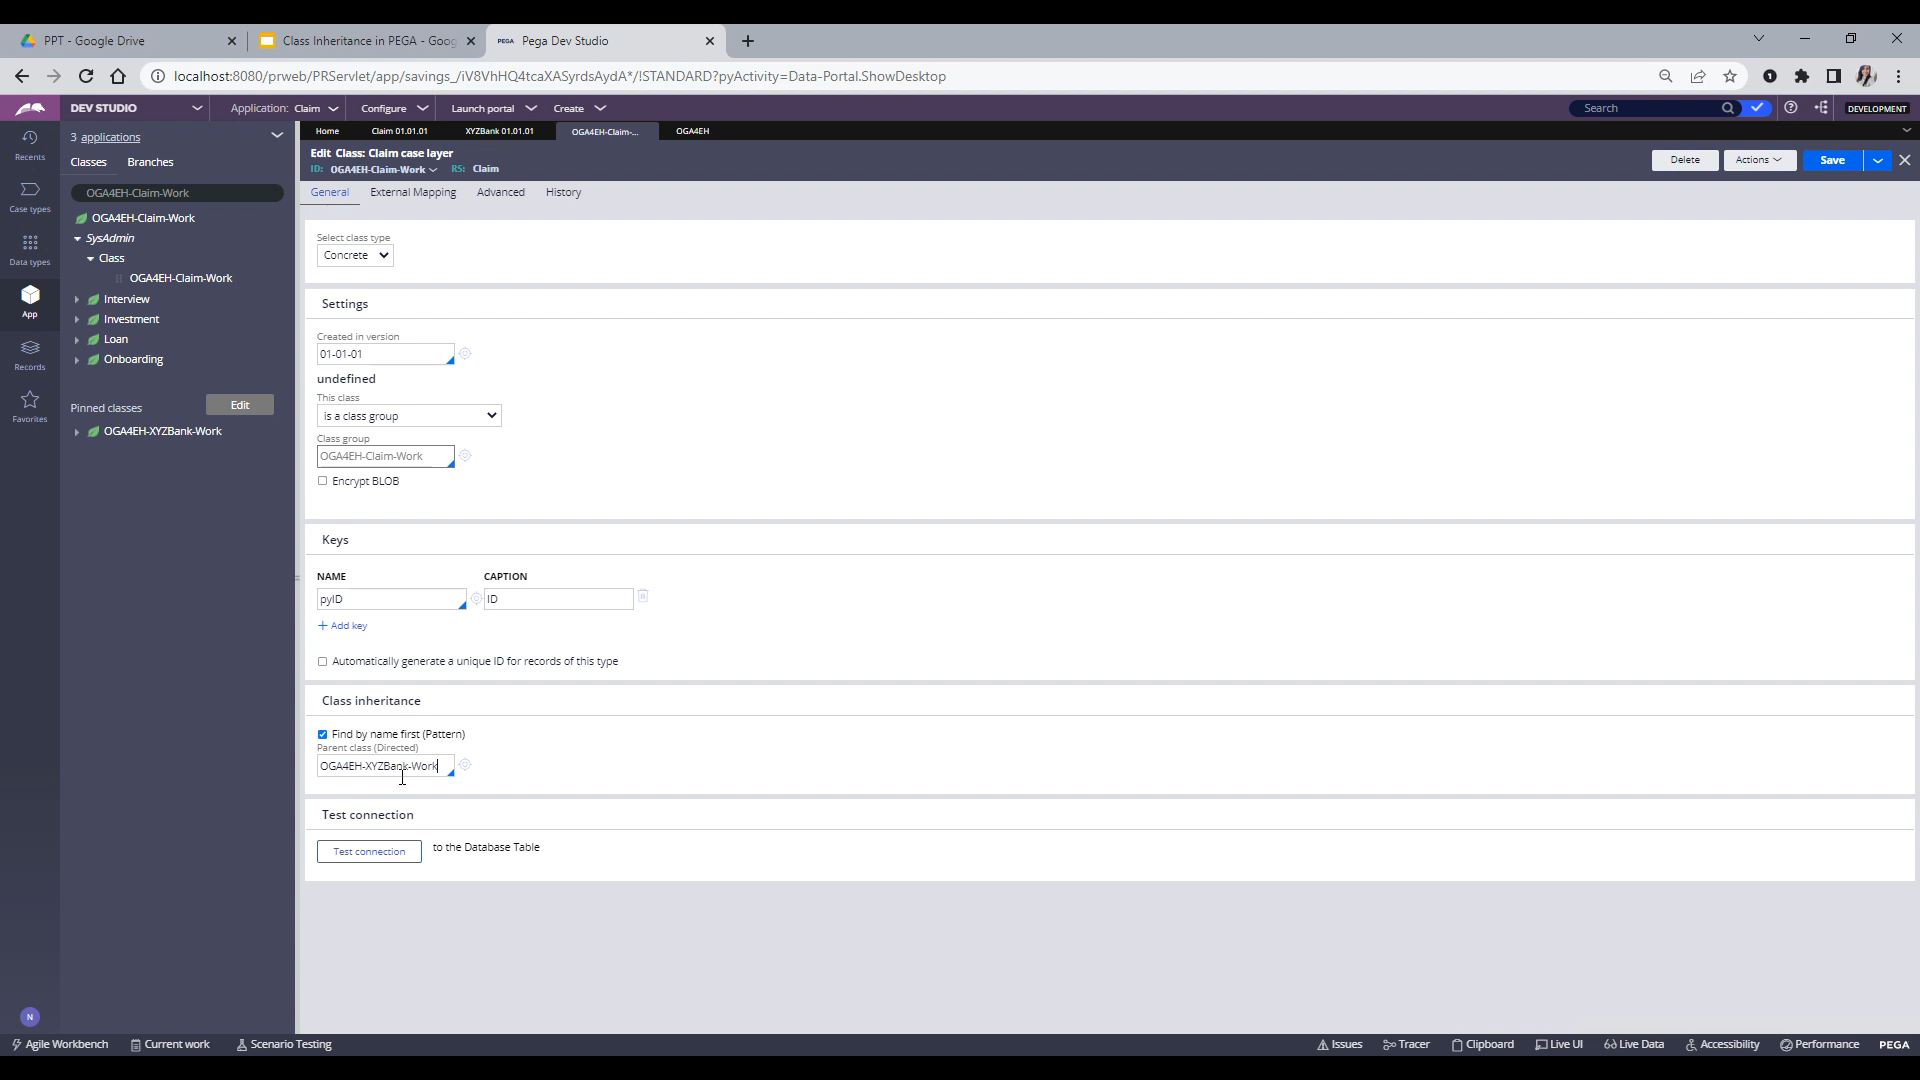 PPT - Google Drive
Class Inheritance in PEGA - Goog
PEGA Pega Dev Studio
localhost:8080/prweb/PRServlet/app/savings_/iV8VhHQ4tcaXASyrdsAydA*/!STANDARD?pyActivity=Data-Portal.ShowDesktop
DEV STUDIO Application: Claim Configure Launch portal Create Search DEVELOPMENT
Home Claim 01.01.01 XYZBank 01.01.01 OGA4EH-Claim-... OGA4EH
Recents
Case types
Data types
App
Records
Favorites
N
3 applications
Classes Branches
OGA4EH-Claim-Work
OGA4EH-Claim-Work
SysAdmin
Class
OGA4EH-Claim-Work
Interview
Investment
Loan
Onboarding
Pinned classes Edit
OGA4EH-XYZBank-Work
Edit Class: Claim case layer
ID: OGA4EH-Claim-Work RS: Claim
Delete Actions Save
General External Mapping Advanced History
Select class type
Concrete
Settings
Created in version
01-01-01
undefined
This class
is a class group
Class group
OGA4EH-Claim-Work
Encrypt BLOB
Keys
NAME CAPTION
pyID ID
+ Add key
Automatically generate a unique ID for records of this type
Class inheritance
Find by name first (Pattern)
Parent class (Directed)
OGA4EH-XYZBank-Work
Test connection
Test connection to the Database Table
Agile Workbench Current work Scenario Testing Issues Tracer Clipboard Live UI Live Data Accessibility Performance PEGA